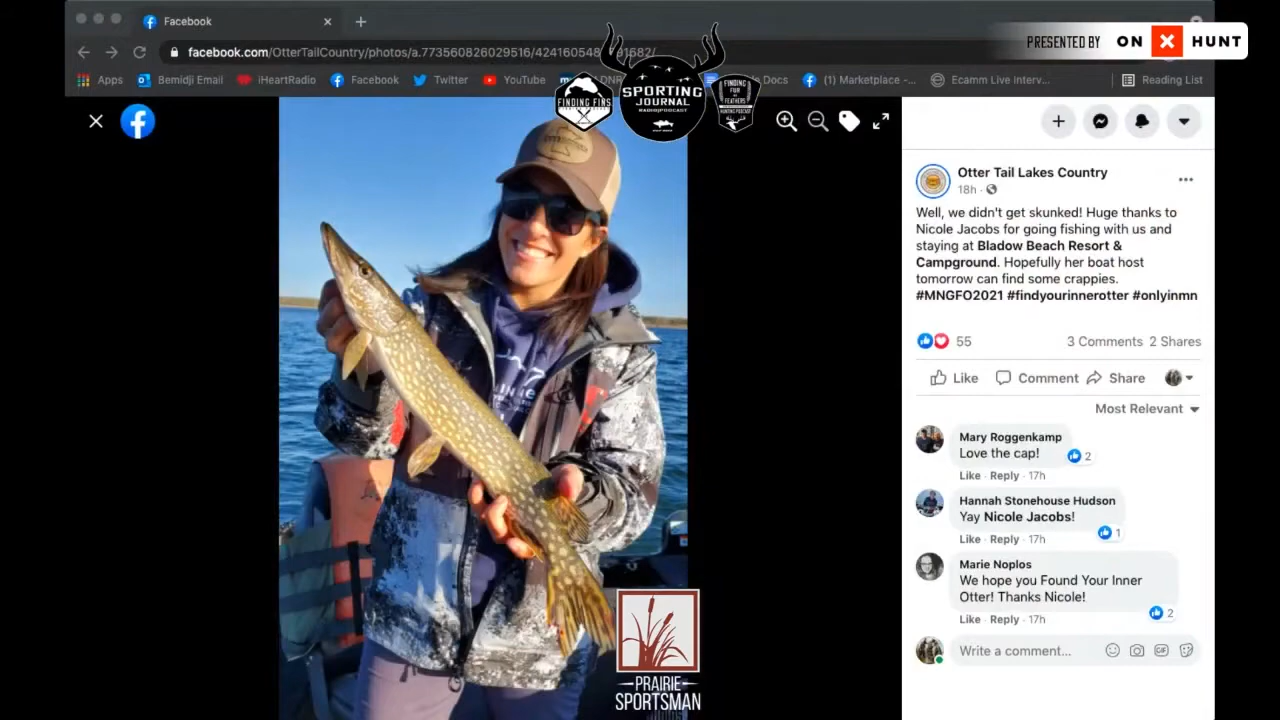 Facebook
PRESENTED BY ON X HUNT
facebook.com/OtterTailCountry/photos/a.773560826029516/42416054
Apps Bemidji Email iHeartRadio Facebook Twitter YouTube Docs (1) Marketplace -... Ecamm Live Interv... Reading List
FINDING FINS
SPORTING
JOURNAL
RADIO PODCAST
FINDING
FUR
FEATHERS
HUNTING PODCAST
Otter Tail Lakes Country
18h
Well, we didn't get skunked! Huge thanks to
Nicole Jacobs for going fishing with us and
staying at Bladow Beach Resort &
Campground. Hopefully her boat host
tomorrow can find some crappies.
#MNGFO2021 #findyourinnerotter #onlyinmn
55 3 Comments 2 Shares
Like Comment Share
Most Relevant
Mary Roggenkamp
Love the cap!
2
Like · Reply · 17h
Hannah Stonehouse Hudson
Yay Nicole Jacobs!
1
Like · Reply · 17h
Marie Noplos
We hope you Found Your Inner
Otter! Thanks Nicole!
2
Like · Reply · 17h
Write a comment...
GIF
PRAIRIE
SPORTSMAN